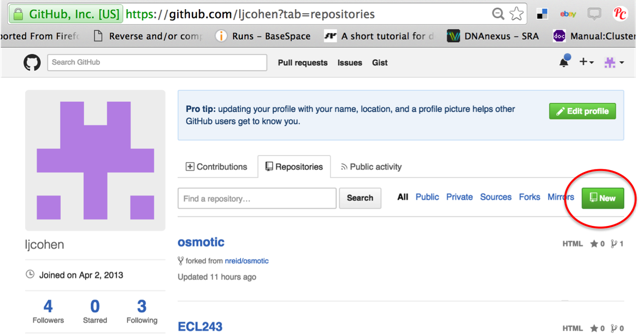 GitHub, Inc. [US] https://github.com/ljcohen?tab=repositories
ported From Firef Reverse and/or comp Runs - BaseSpace A short tutorial for d DNAnexus - SRA Manual:Cluster
Search GitHub Pull requests Issues Gist
Pro tip: updating your profile with your name, location, and a profile picture helps other
GitHub users get to know you.
Edit profile
Contributions Repositories Public activity
Find a repository... Search All Public Private Sources Forks Mirrors New
ljcohen
Joined on Apr 2, 2013
4 0 3
Followers Starred Following
osmotic HTML 0 1
forked from nreid/osmotic
Updated 11 hours ago
ECL243 HTML 0 0